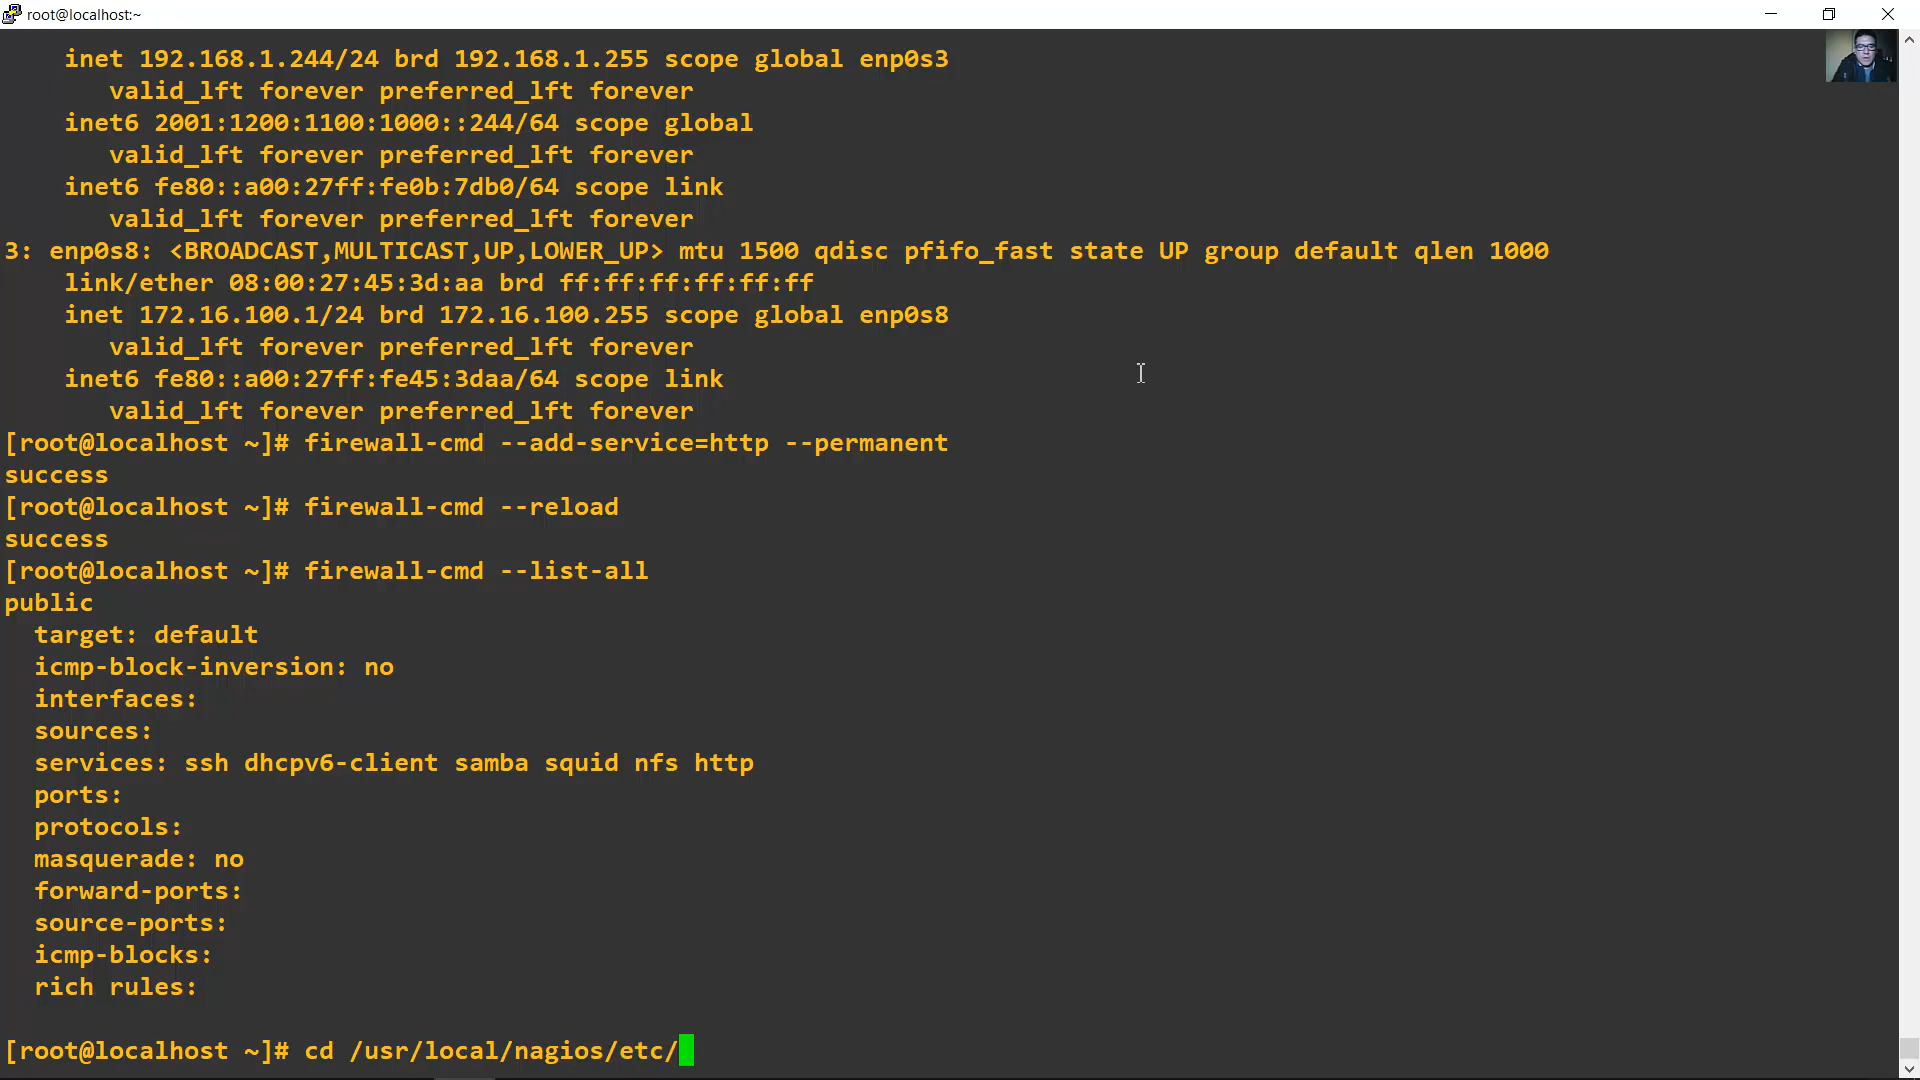 root@localhost:~
inet 192.168.1.244/24 brd 192.168.1.255 scope global enp0s3
valid_lft forever preferred_lft forever
inet6 2001:1200:1100:1000::244/64 scope global
valid_lft forever preferred_lft forever
inet6 fe80::a00:27ff:fe0b:7db0/64 scope link
valid_lft forever preferred_lft forever
3: enp0s8: <BROADCAST,MULTICAST,UP,LOWER_UP> mtu 1500 qdisc pfifo_fast state UP group default qlen 1000
link/ether 08:00:27:45:3d:aa brd ff:ff:ff:ff:ff:ff
inet 172.16.100.1/24 brd 172.16.100.255 scope global enp0s8
valid_lft forever preferred_lft forever
inet6 fe80::a00:27ff:fe45:3daa/64 scope link
valid_lft forever preferred_lft forever
[root@localhost ~]# firewall-cmd --add-service=http --permanent
success
[root@localhost ~]# firewall-cmd --reload
success
[root@localhost ~]# firewall-cmd --list-all
public
target: default
icmp-block-inversion: no
interfaces:
sources:
services: ssh dhcpv6-client samba squid nfs http
ports:
protocols:
masquerade: no
forward-ports:
source-ports:
icmp-blocks:
rich rules:
[root@localhost ~]# cd /usr/local/nagios/etc/